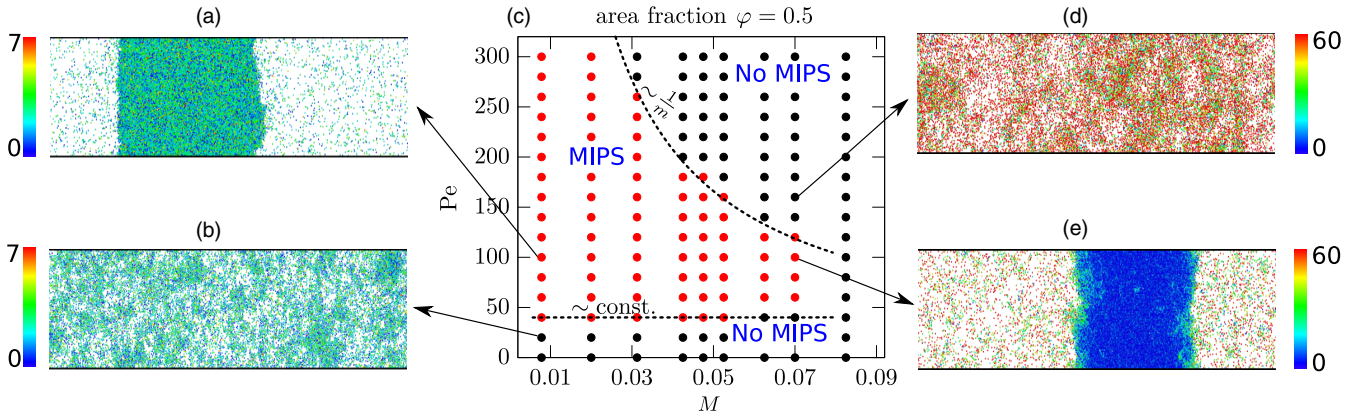 (a)
7
0
(b)
7
0
(c)
area fraction φ = 0.5
Pe
300
250
200
150
100
50
0
0.01
0.03
0.05
0.07
0.09
M
MIPS
No MIPS
No MIPS
∼ 1/m
∼ const.
(d)
60
0
(e)
60
0